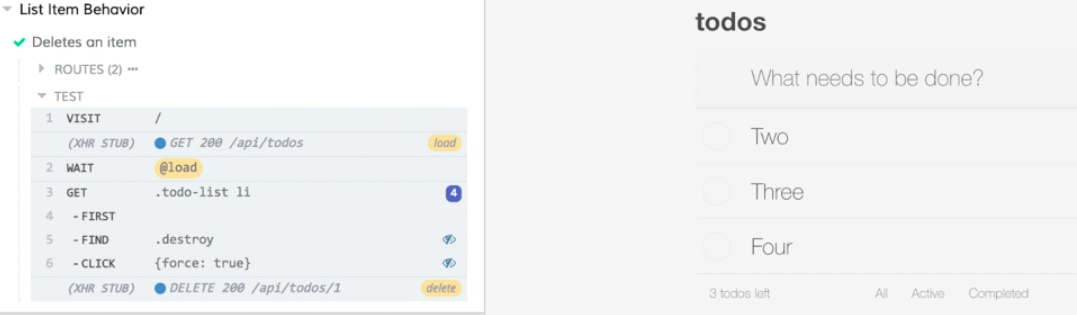 List Item Behavior
Deletes an item
ROUTES (2) •••
TEST
1 VISIT /
(XHR STUB) GET 200 /api/todos load
2 WAIT @load
3 GET .todo-list li 4
4 -FIRST
5 -FIND .destroy
6 -CLICK {force: true}
(XHR STUB) DELETE 200 /api/todos/1 delete
todos
What needs to be done?
Two
Three
Four
3 todos left All Active Completed